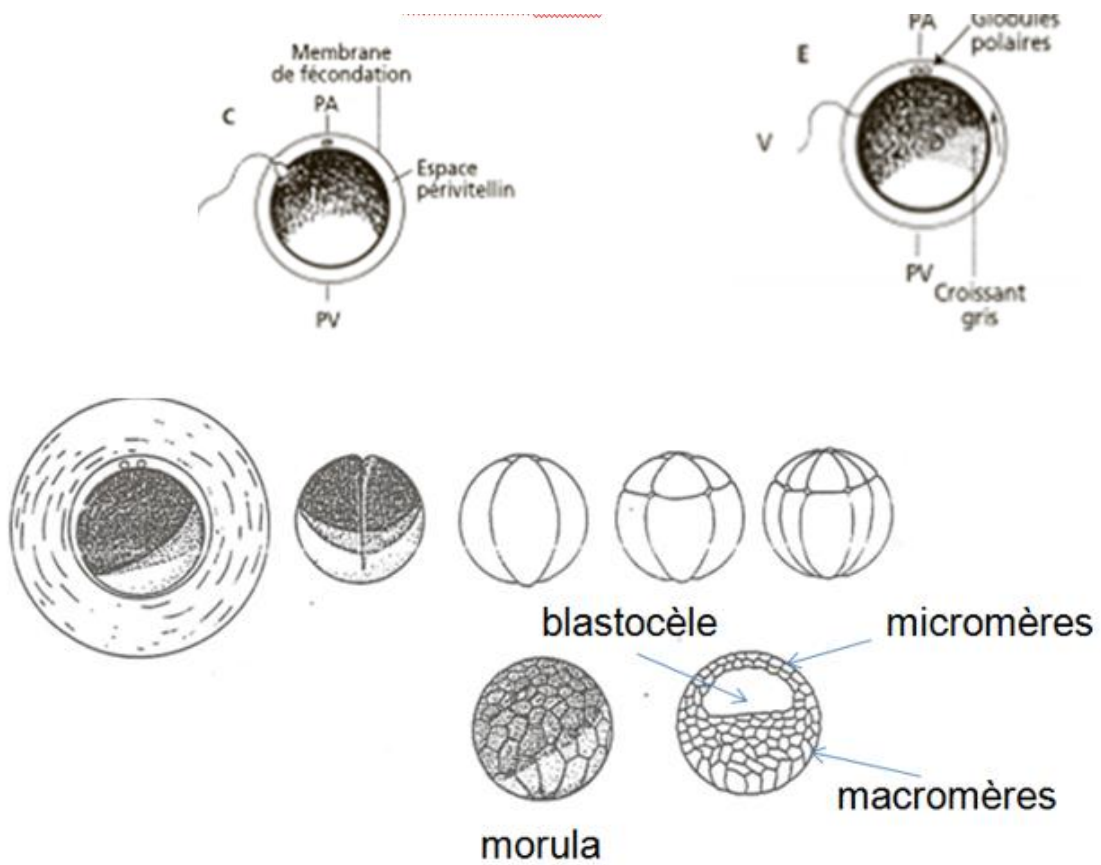 Membrane
de fécondation
C
PA
Espace
périvitellin
PV
PA
Globules
polaires
E
V
PV
Croissant
gris
blastocèle
micromères
macromères
morula